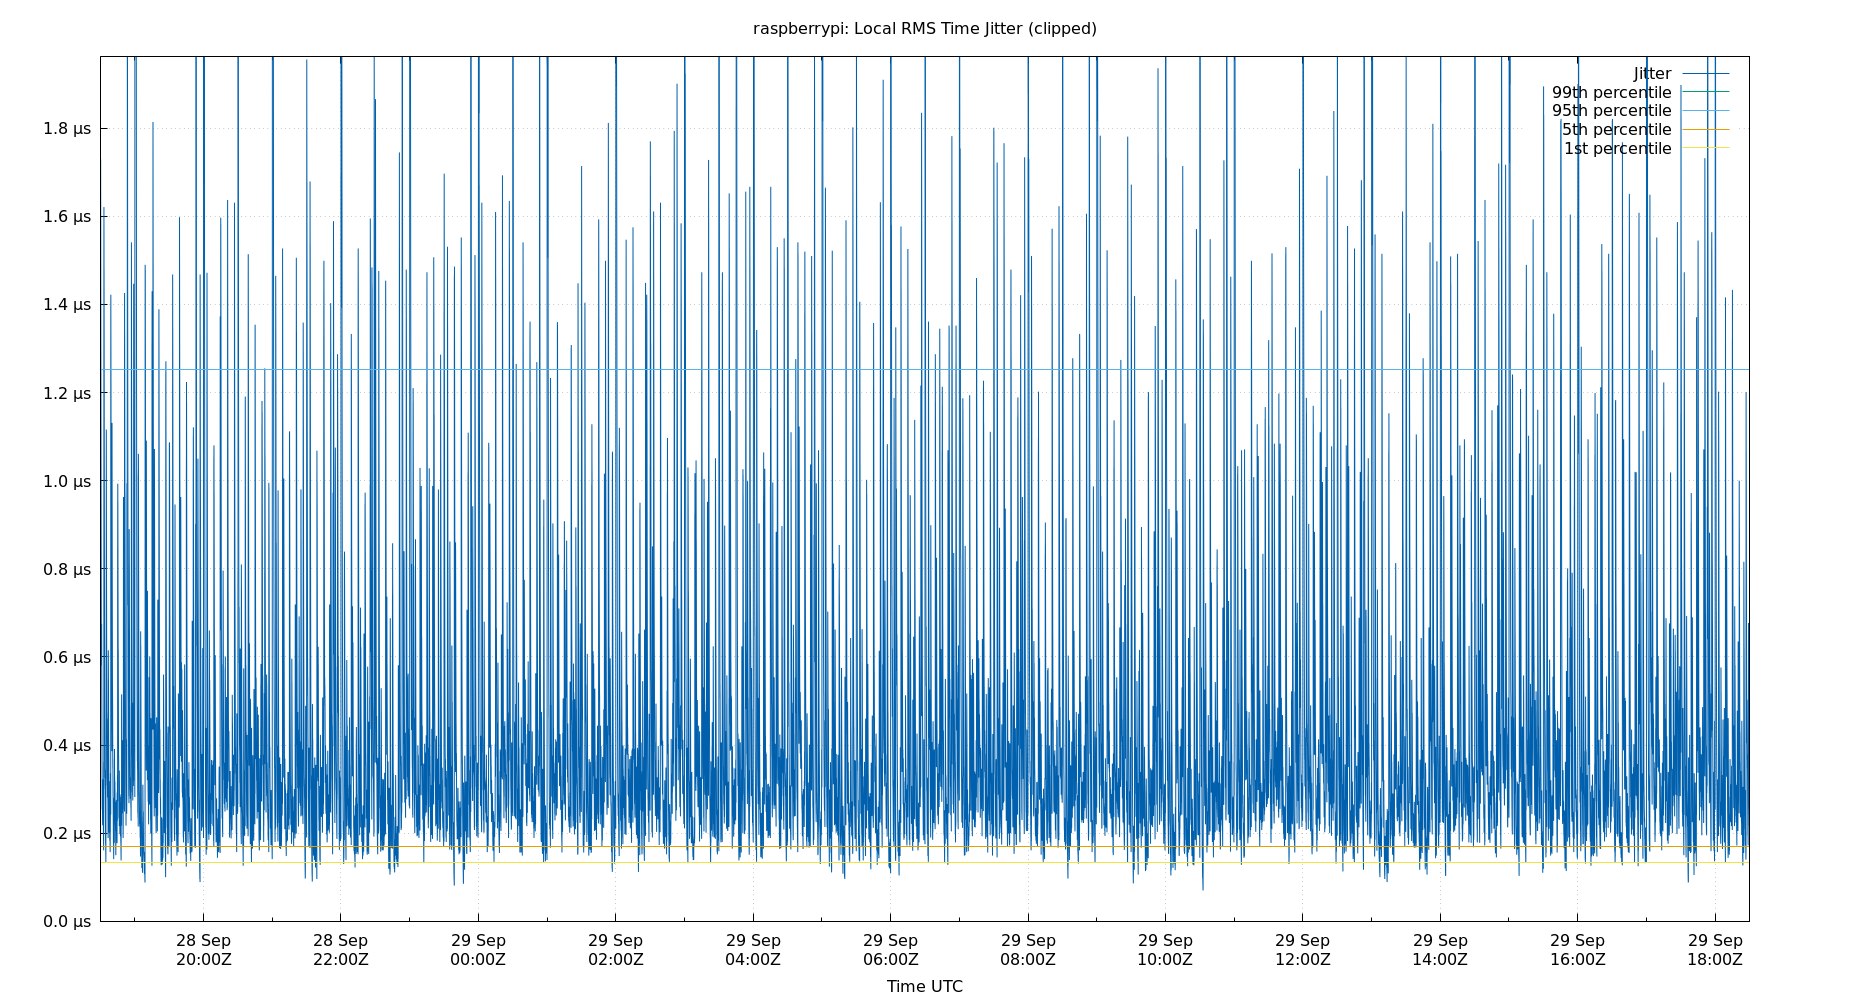 raspberrypi: Local RMS Time Jitter (clipped)
Jitter
99th percentile
95th percentile
5th percentile
1st percentile
1.8 µs
1.6 µs
1.4 µs
1.2 µs
1.0 µs
0.8 µs
0.6 µs
0.4 µs
0.2 µs
0.0 µs
28 Sep 28 Sep 29 Sep 29 Sep 29 Sep 29 Sep 29 Sep 29 Sep 29 Sep 29 Sep 29 Sep 29 Sep
20:00Z 22:00Z 00:00Z 02:00Z 04:00Z 06:00Z 08:00Z 10:00Z 12:00Z 14:00Z 16:00Z 18:00Z
Time UTC